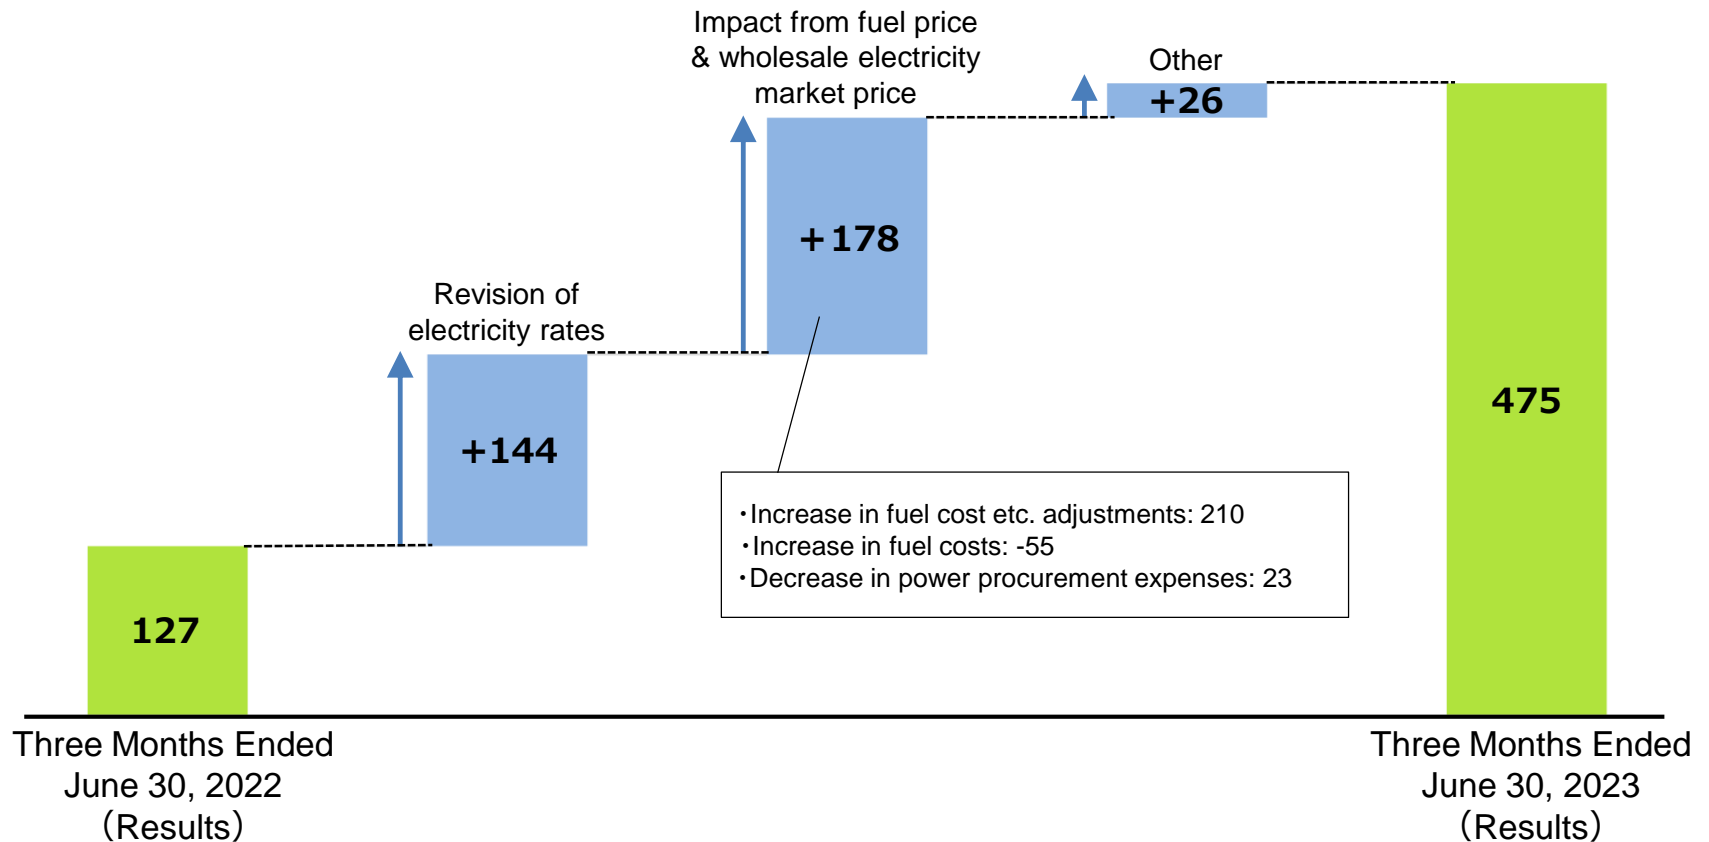 Impact from fuel price
& wholesale electricity
market price
Other
+26
+178
Revision of
electricity rates
+144
475
・Increase in fuel cost etc. adjustments: 210
・Increase in fuel costs: -55
・Decrease in power procurement expenses: 23
127
Three Months Ended
June 30, 2022
（Results）
Three Months Ended
June 30, 2023
（Results）